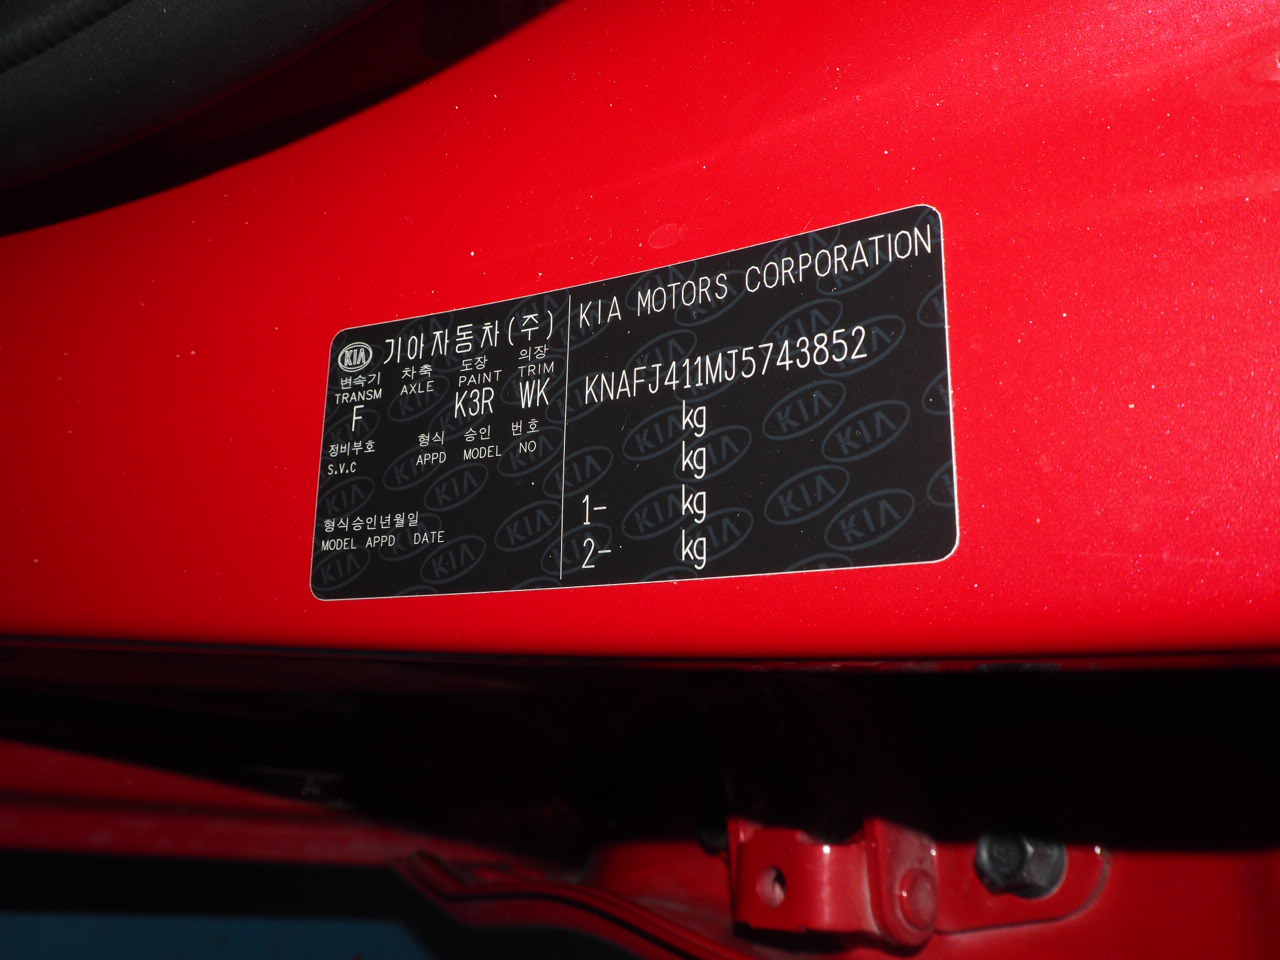 KIA 기아자동차(주)
변속기 차축 도장 의장
TRANSM AXLE PAINT TRIM
F K3R WK
정비부호 형식 승인 번호
S.V.C APPD MODEL NO
형식승인년월일
MODEL APPD DATE
KIA MOTORS CORPORATION
KNAFJ411MJ5743852
kg
kg
1- kg
2- kg